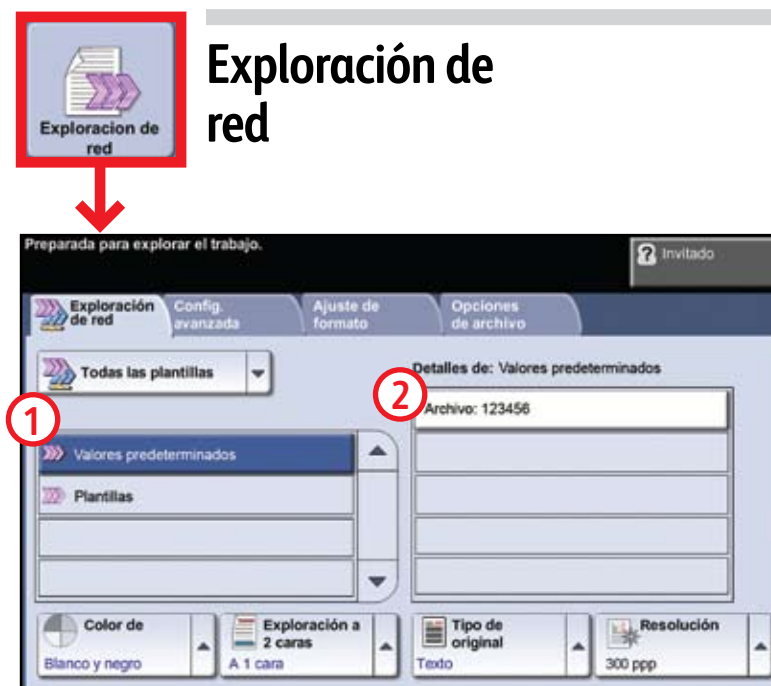 Exploracion de
red
Exploración de
red
Preparada para explorar el trabajo.
Invitado
Exploración
de red
Config.
avanzada
Ajuste de
formato
Opciones
de archivo
Todas las plantillas
Detalles de: Valores predeterminados
1
2
Archivo: 123456
Valores predeterminados
Plantillas
Color de
Blanco y negro
Exploración a
2 caras
A 1 cara
Tipo de
original
Texto
Resolución
300 ppp